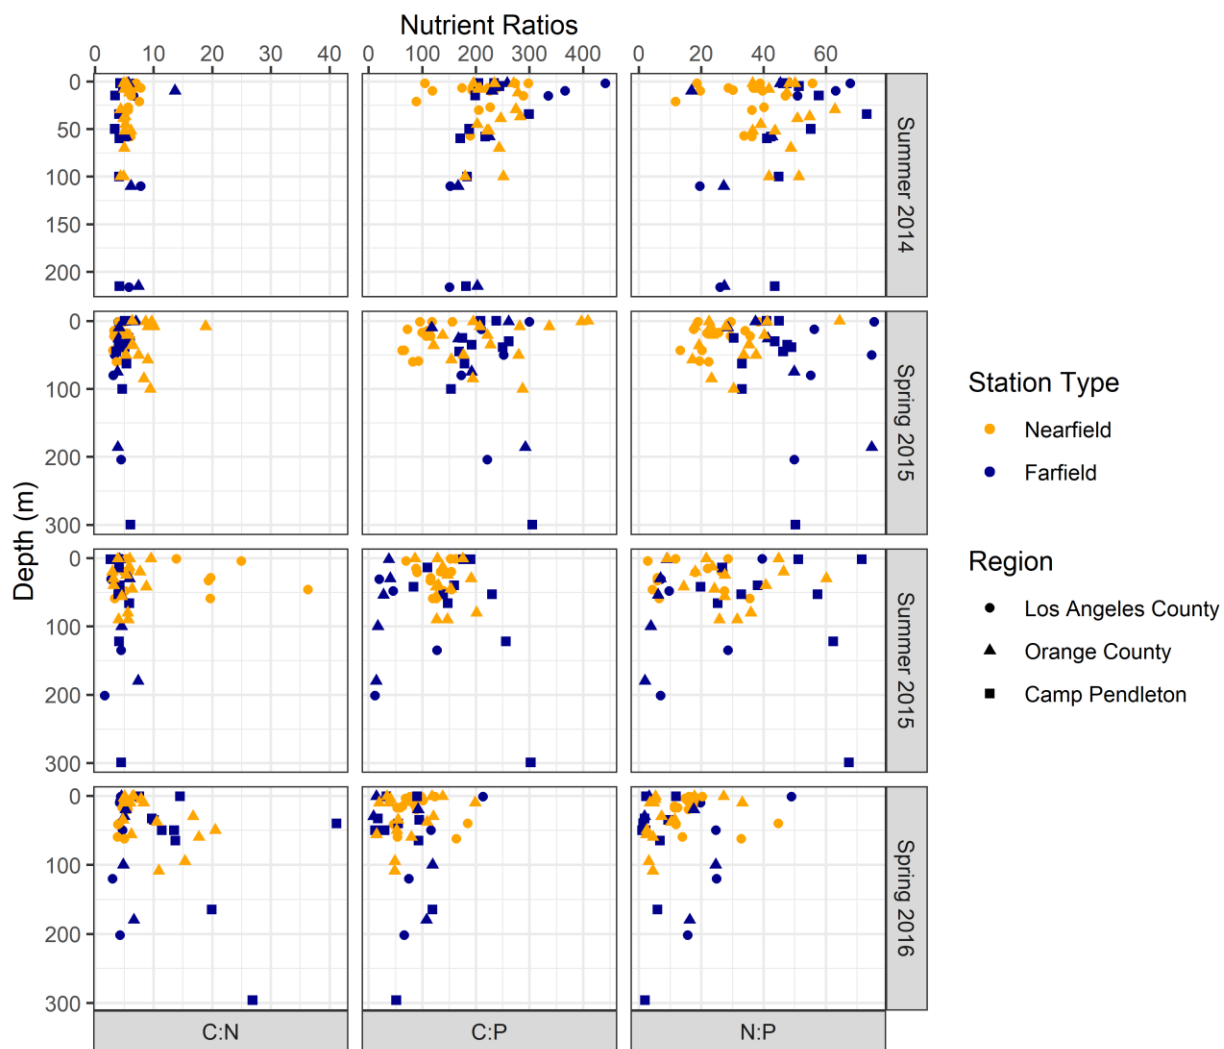 Nutrient Ratios
0 10 20 30 40 0 100 200 300 400 0 20 40 60
0
50
100
150
200
Summer 2014
0
100
200
300
Spring 2015
0
100
200
300
Summer 2015
0
100
200
300
Spring 2016
Depth (m)
C:N C:P N:P
Station Type
Nearfield
Farfield
Region
Los Angeles County
Orange County
Camp Pendleton